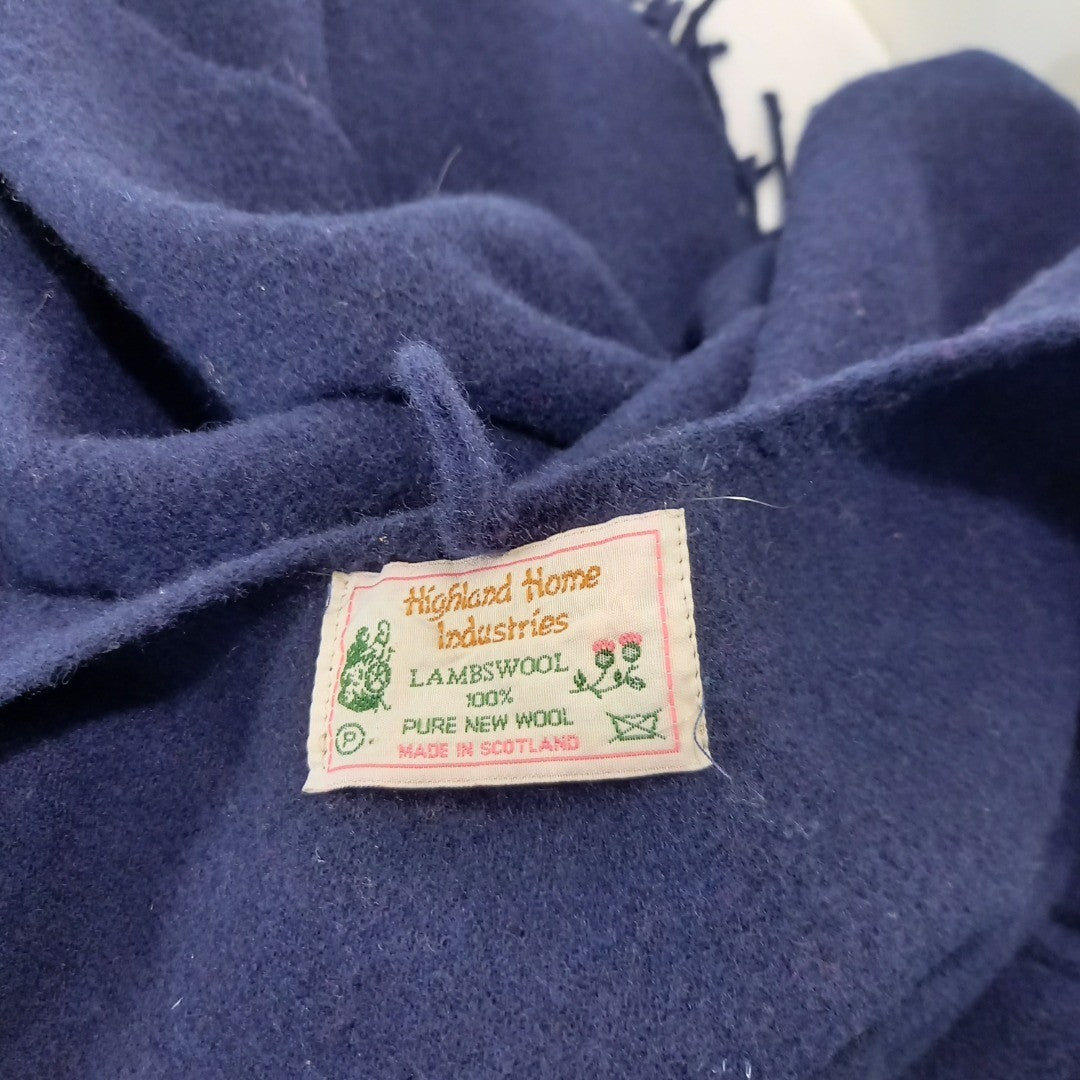 Highland Home
Industries
LAMBSWOOL
100%
PURE NEW WOOL
MADE IN SCOTLAND
P